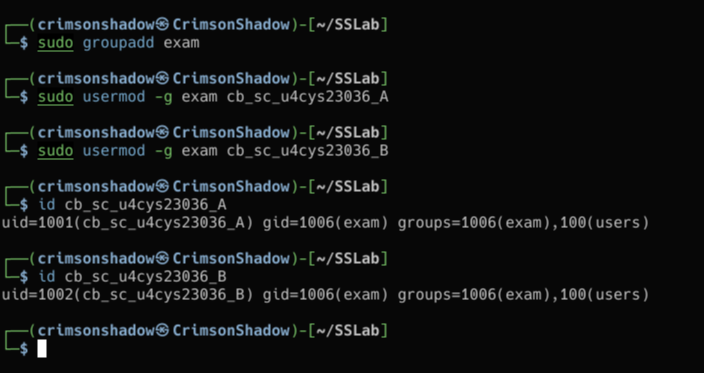 ┌──(crimsonshadow㉿CrimsonShadow)-[~/SSLab]
└─$ sudo groupadd exam
┌──(crimsonshadow㉿CrimsonShadow)-[~/SSLab]
└─$ sudo usermod -g exam cb_sc_u4cys23036_A
┌──(crimsonshadow㉿CrimsonShadow)-[~/SSLab]
└─$ sudo usermod -g exam cb_sc_u4cys23036_B
┌──(crimsonshadow㉿CrimsonShadow)-[~/SSLab]
└─$ id cb_sc_u4cys23036_A
uid=1001(cb_sc_u4cys23036_A) gid=1006(exam) groups=1006(exam),100(users)
┌──(crimsonshadow㉿CrimsonShadow)-[~/SSLab]
└─$ id cb_sc_u4cys23036_B
uid=1002(cb_sc_u4cys23036_B) gid=1006(exam) groups=1006(exam),100(users)
┌──(crimsonshadow㉿CrimsonShadow)-[~/SSLab]
└─$